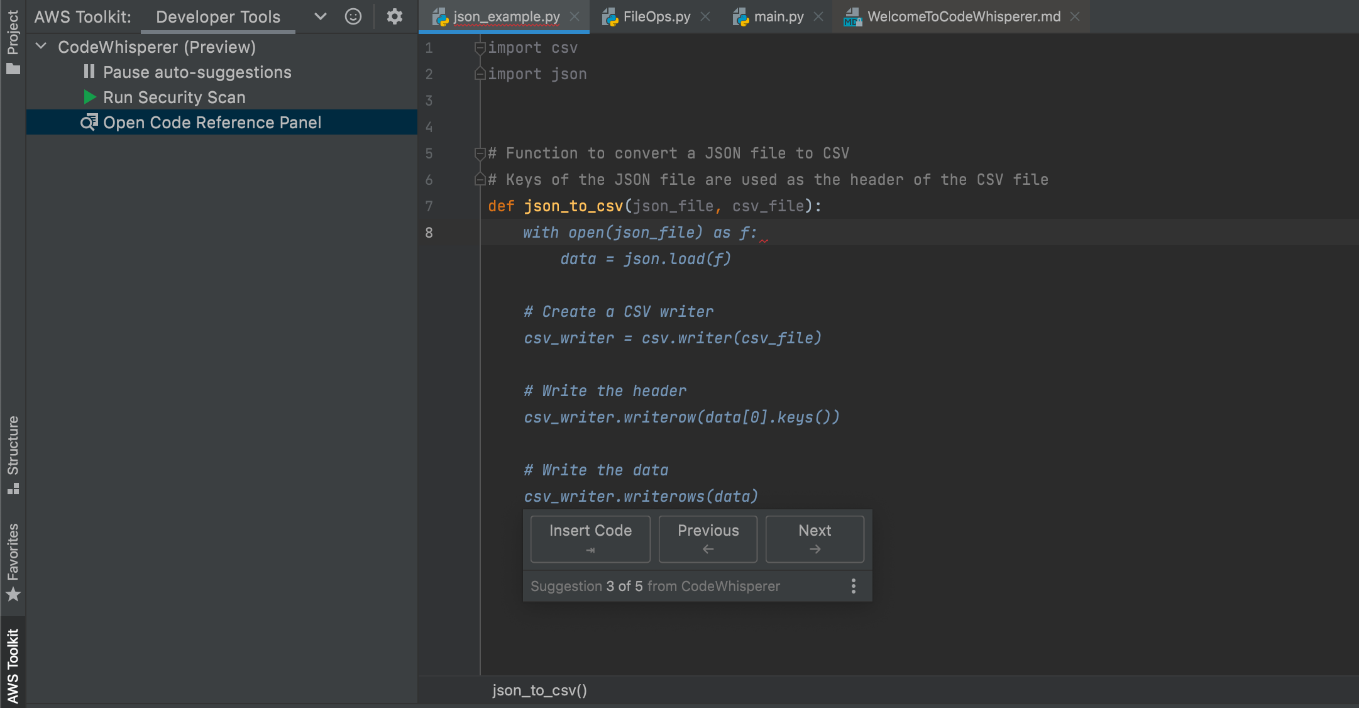 AWS Toolkit: Developer Tools
Project
CodeWhisperer (Preview)
Pause auto-suggestions
Run Security Scan
Open Code Reference Panel
Structure
Favorites
AWS Toolkit
json_example.py FileOps.py main.py WelcomeToCodeWhisperer.md
1 import csv
2 import json
3
4
5 # Function to convert a JSON file to CSV
6 # Keys of the JSON file are used as the header of the CSV file
7 def json_to_csv(json_file, csv_file):
8     with open(json_file) as f:
        data = json.load(f)
    # Create a CSV writer
    csv_writer = csv.writer(csv_file)
    # Write the header
    csv_writer.writerow(data[0].keys())
    # Write the data
    csv_writer.writerows(data)
Insert Code Previous Next
⇥ ← →
Suggestion 3 of 5 from CodeWhisperer
json_to_csv()